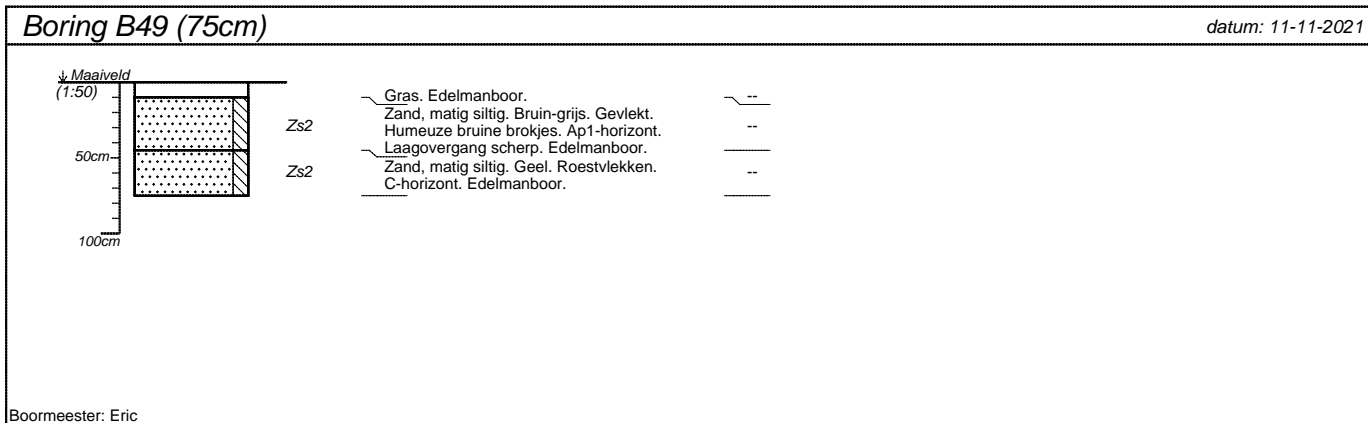 Boring B49 (75cm)
datum: 11-11-2021
Maaiveld
(1:50)
50cm
100cm
Zs2
Zs2
Gras. Edelmanboor.
Zand, matig siltig. Bruin-grijs. Gevlekt.
Humeuze bruine brokjes. Ap1-horizont.
Laagovergang scherp. Edelmanboor.
Zand, matig siltig. Geel. Roestvlekken.
C-horizont. Edelmanboor.
--
--
--
Boormeester: Eric